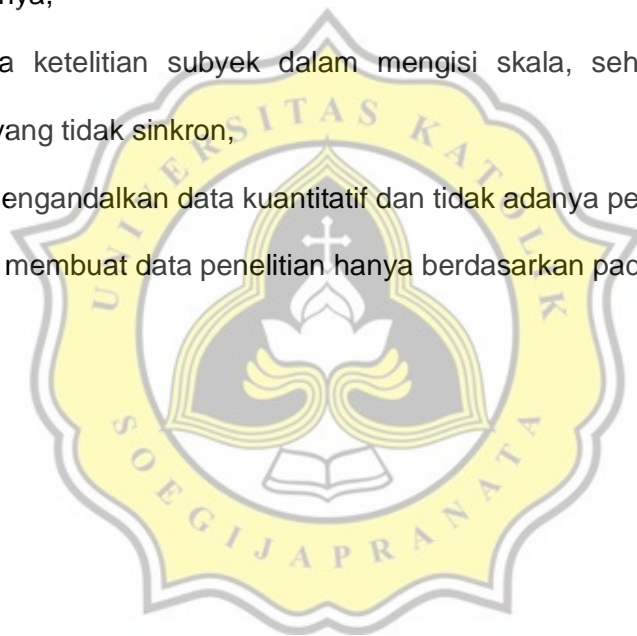 nya,
a ketelitian subyek dalam mengisi skala, seh
yang tidak sinkron,
engandalkan data kuantitatif dan tidak adanya pe
membuat data penelitian hanya berdasarkan pad
UNIVERSITAS KATOLIK
SOEGIJAPRANATA